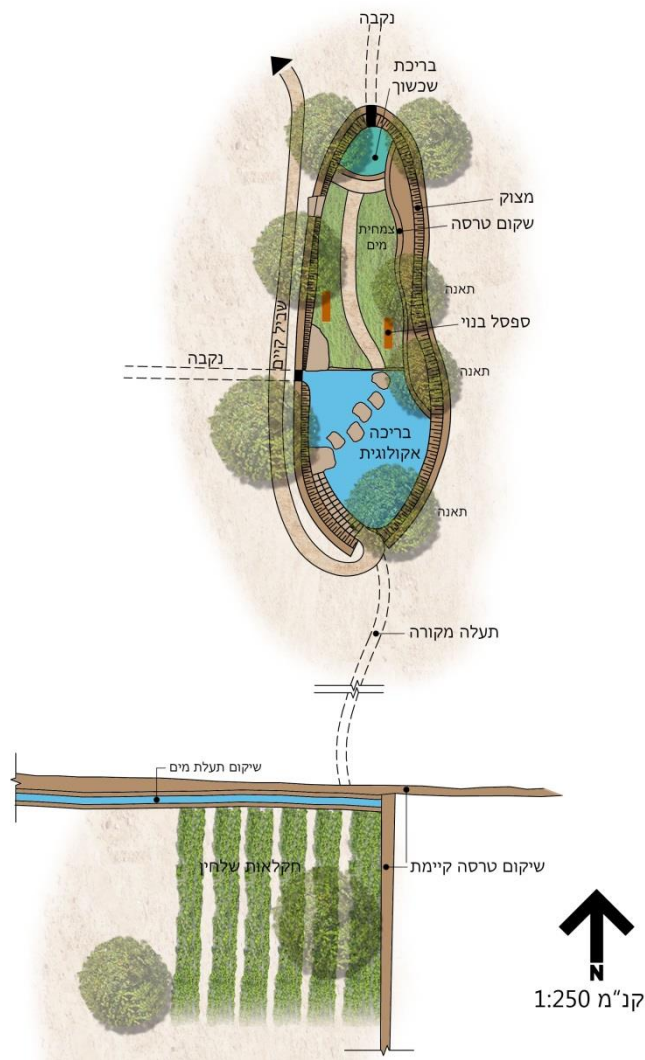 נקבה
בריכת
שכשוך
מצוק
שקום טרסה
צמחית
מים
תאנה
ספסל בנוי
שביל קיים
נקבה
תאנה
בריכה
אקולוגית
תאנה
תעלה מקורה
שיקום תעלת מים
חקלאות שלחין
שיקום טרסה קיימת
N
קנ"מ 1:250